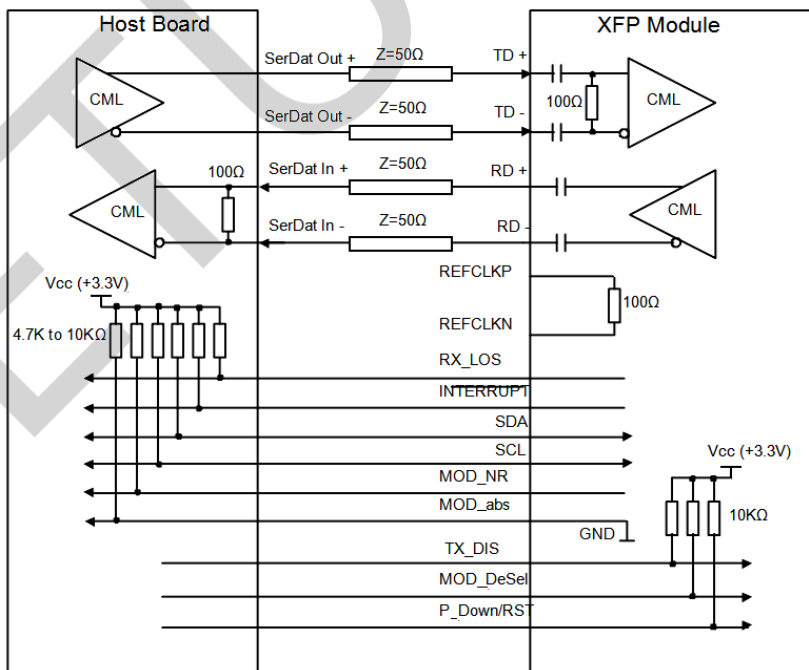 Host Board
XFP Module
SerDat Out +
Z=50Ω
TD +
CML
100Ω
CML
SerDat Out -
Z=50Ω
TD -
100Ω
SerDat In +
Z=50Ω
RD +
CML
CML
SerDat In -
Z=50Ω
RD -
REFCLKP
Vcc (+3.3V)
100Ω
4.7K to 10KΩ
REFCLKN
RX_LOS
INTERRUPT
SDA
SCL
Vcc (+3.3V)
MOD_NR
MOD_abs
10KΩ
GND
TX_DIS
MOD_DeSel
P_Down/RST